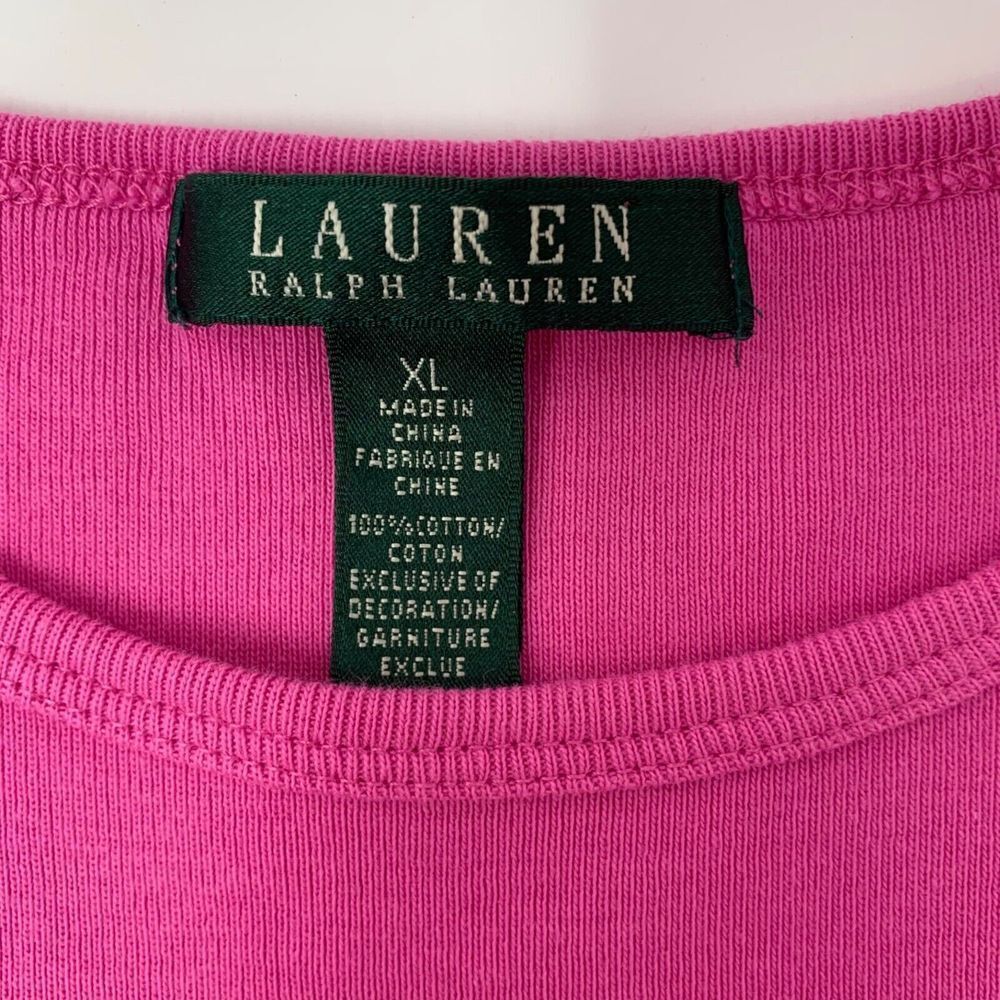 LAUREN
RALPH LAUREN
XL
MADE IN
CHINA
FABRIQUE EN
CHINE
100%COTTON/
COTON
EXCLUSIVE OF
DECORATION/
GARNITURE
EXCLUE